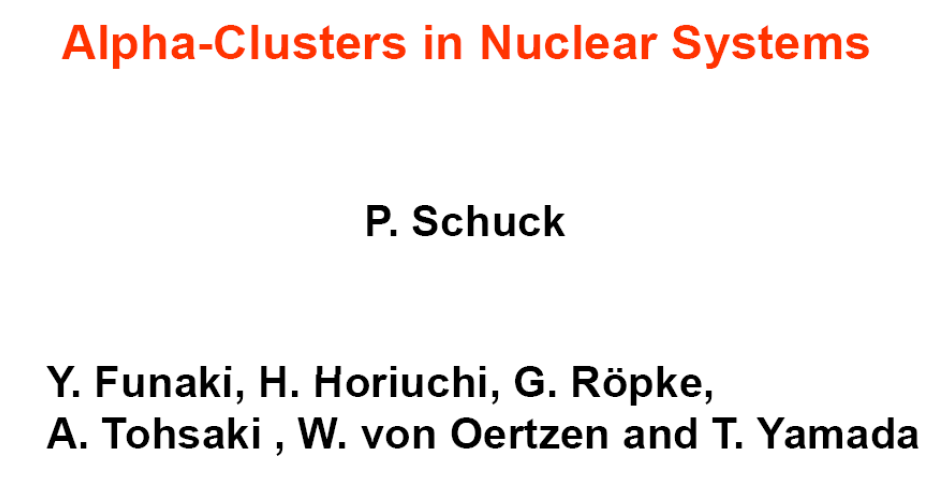 Alpha-Clusters in Nuclear Systems
P. Schuck
Y. Funaki, H. Horiuchi, G. Röpke,
A. Tohsaki , W. von Oertzen and T. Yamada